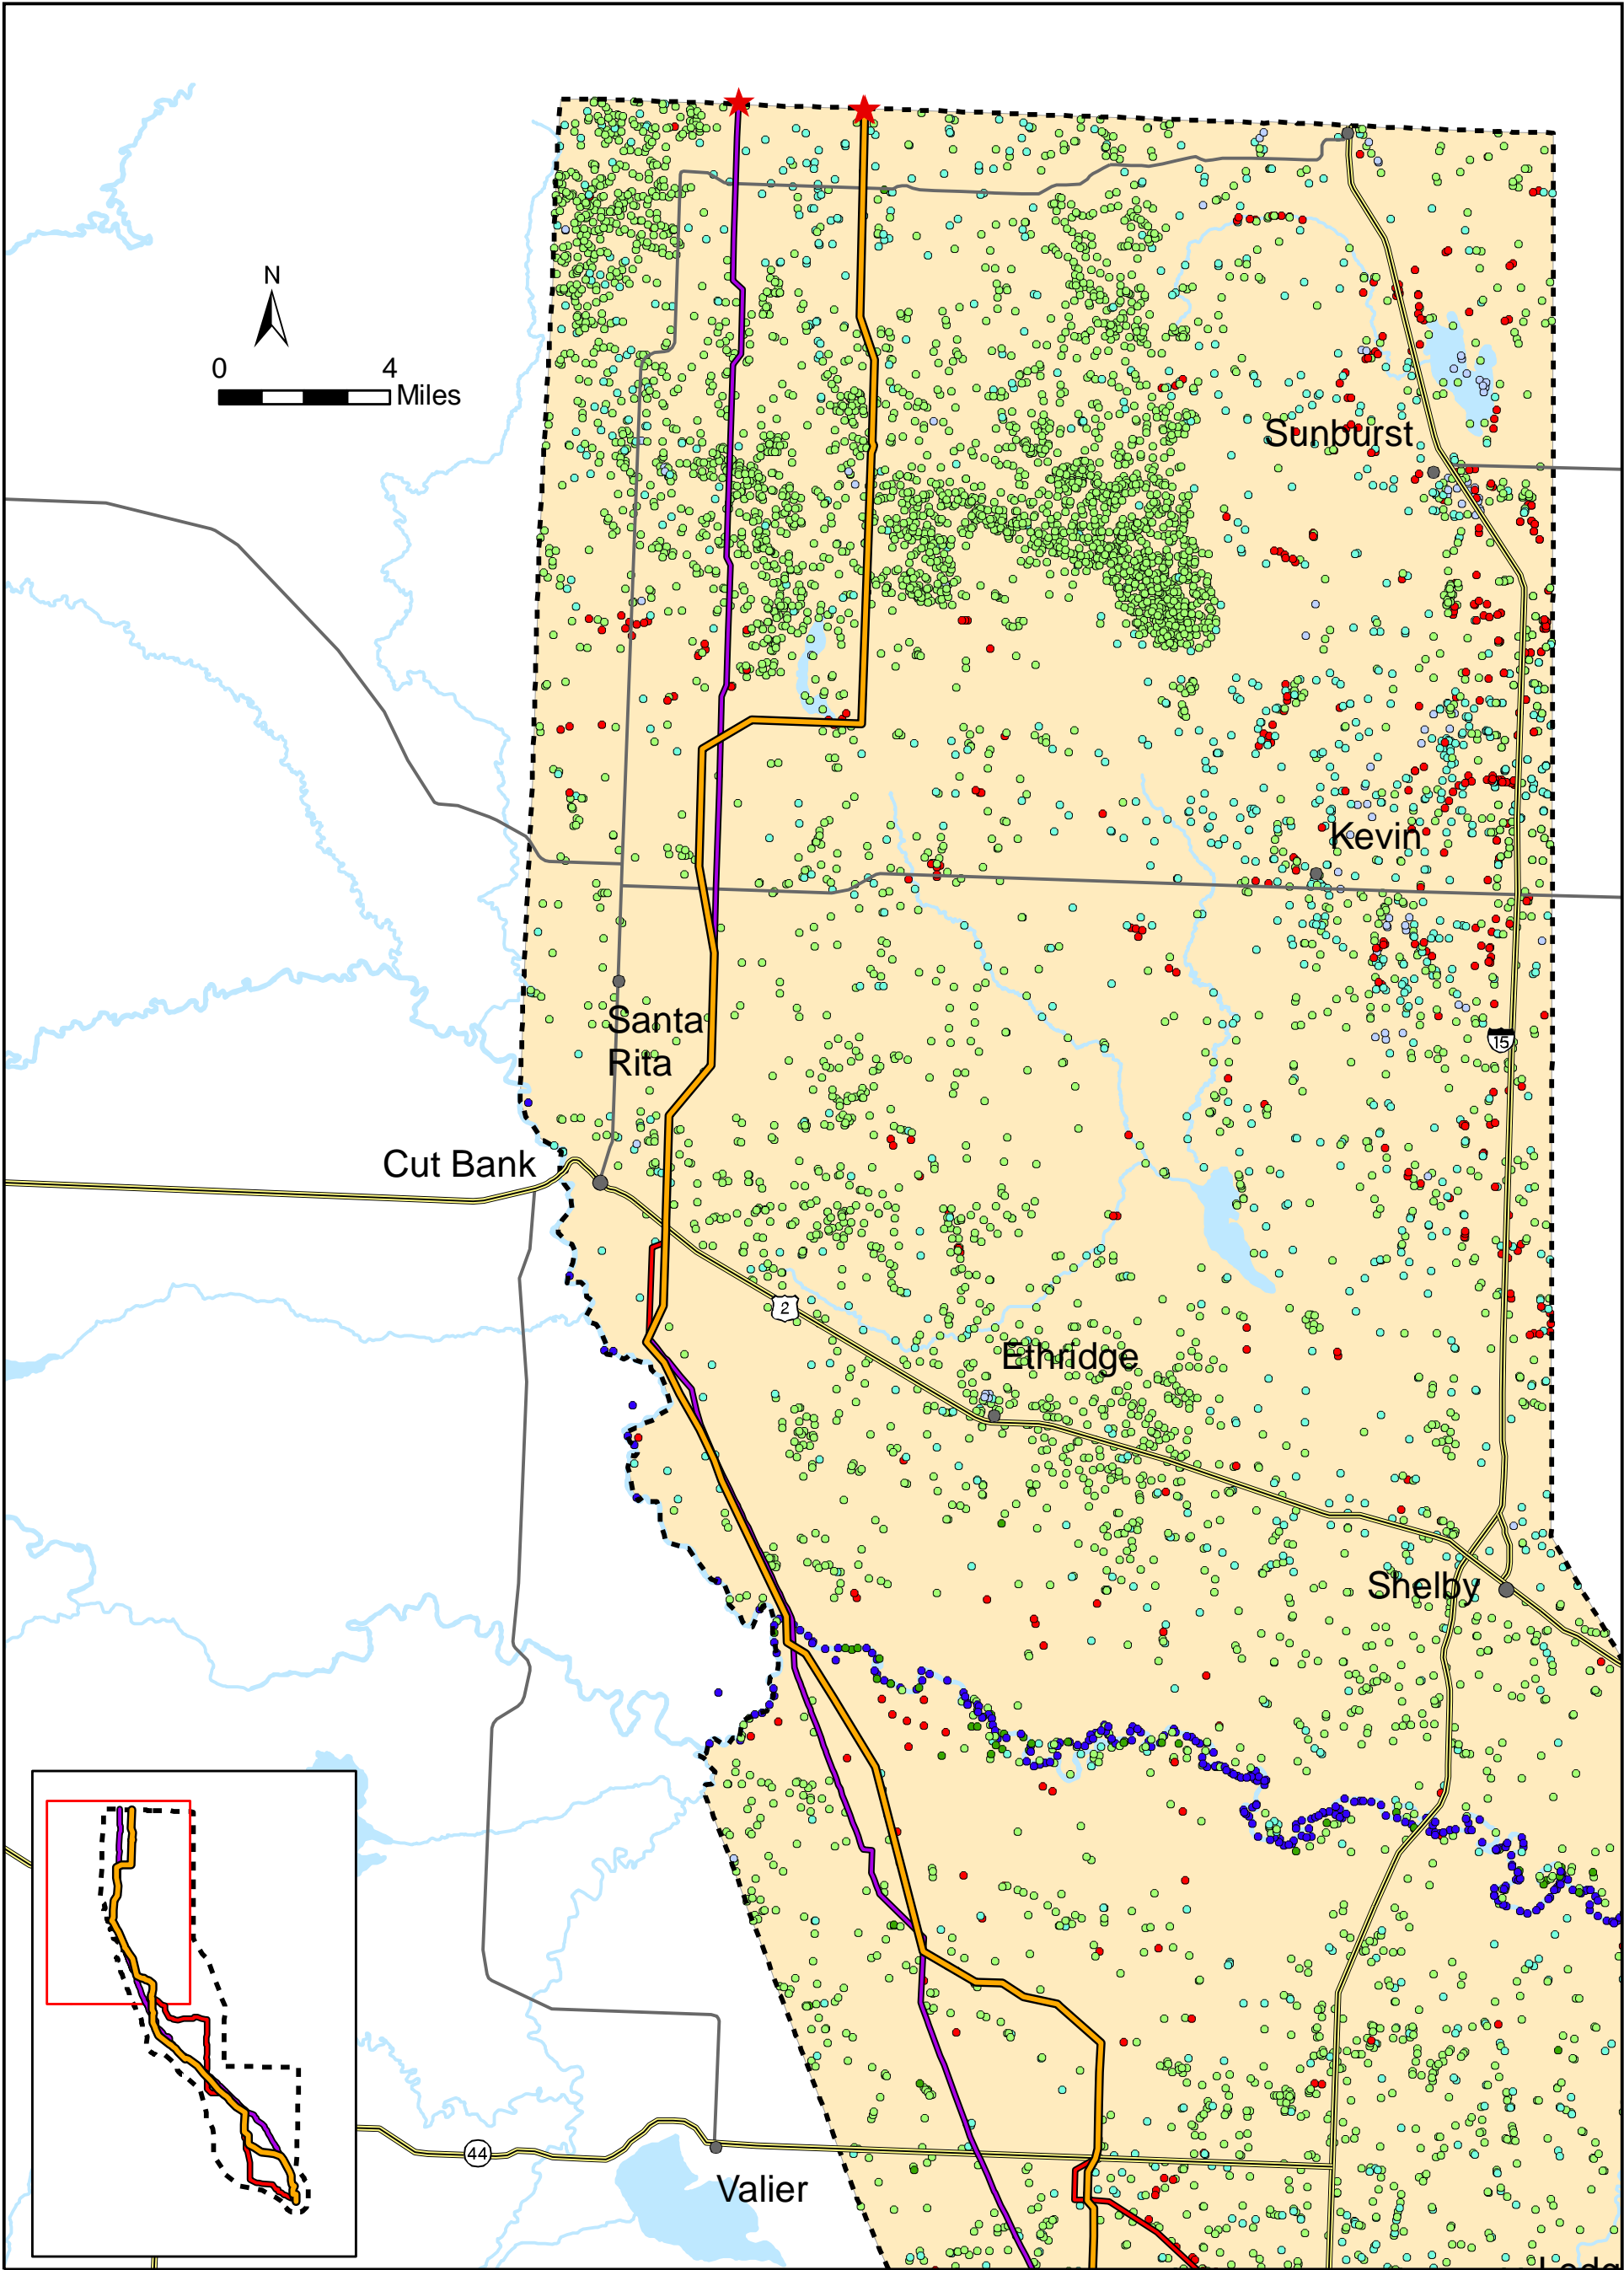 N
0 4
Miles
Sunburst
Kevin
Santa
Rita
15
Cut Bank
2
Ethridge
Shelby
44
Valier